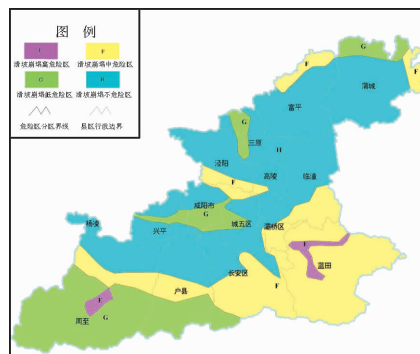 图 例
E
F
滑坡崩塌高危险区
滑坡崩塌中危险区
G
H
滑坡崩塌低危险区
滑坡崩塌不危险区
危险区分区界线
县区行政边界
G
F
F
蒲城
富平
G
三原
H
泾阳
高陵
临潼
F
咸阳市
G
杨凌
兴平
城五区
灞桥区
E
蓝田
长安区
户县
F
E
周至
G